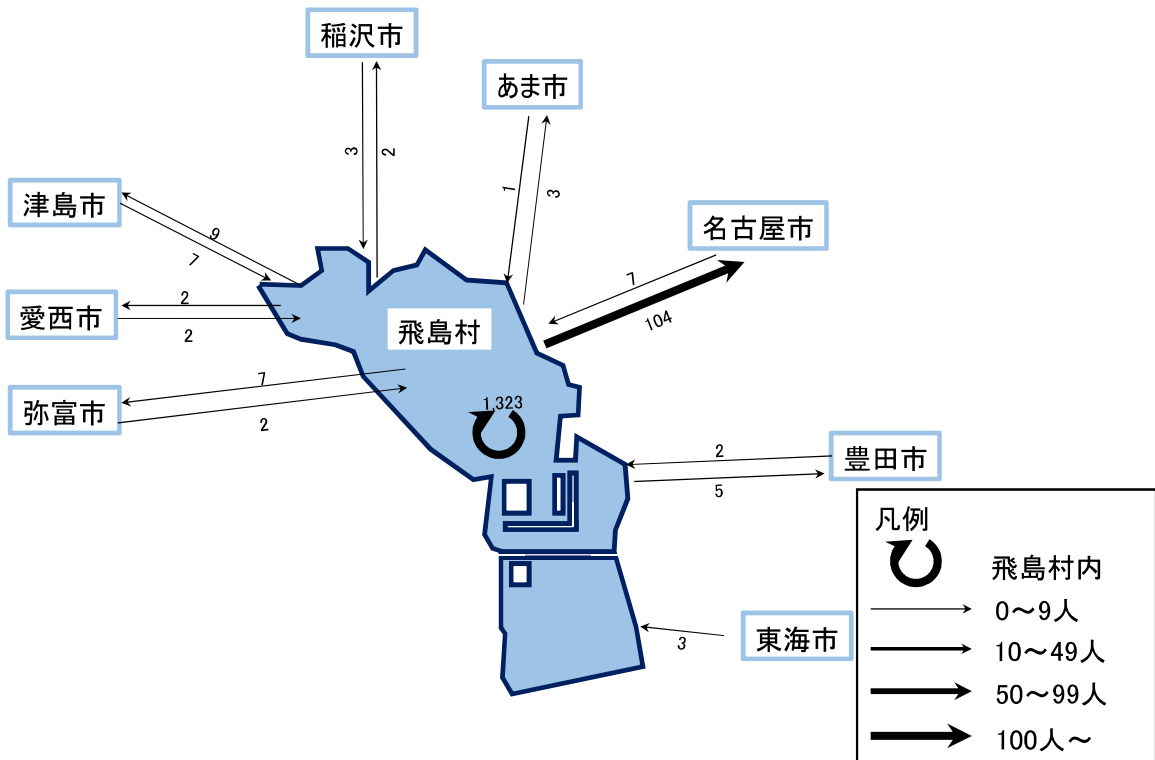 稲沢市
あま市
3
2
1
3
津島市
9
7
名古屋市
7
104
愛西市
2
2
飛島村
弥富市
7
2
1,323
豊田市
2
5
東海市
3
凡例
飛島村内
0～9人
10～49人
50～99人
100人～